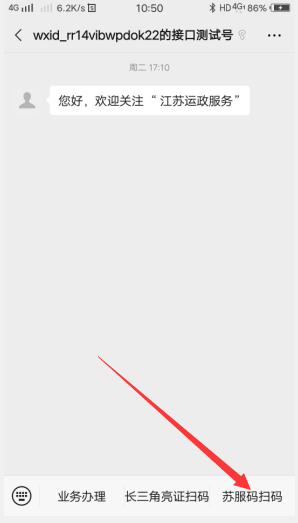 4G 6.2K/s 10:50 HD 4G 86%
wxid_rr14vibwpdok22的接口测试号
周二 17:10
您好，欢迎关注“江苏运政服务”
业务办理 长三角亮证扫码 苏服码扫码